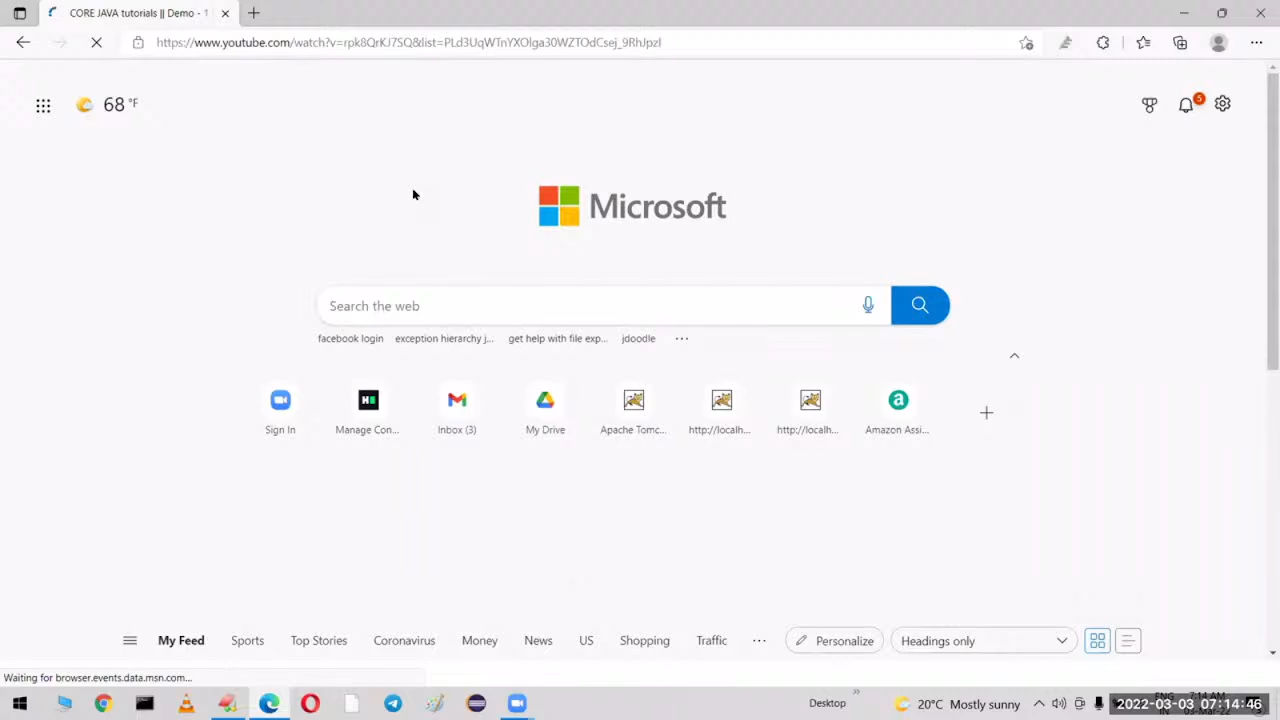 CORE JAVA tutorials || Demo - 1
https://www.youtube.com/watch?v=rpk8QrKJ7SQ&list=PLd3UqWTnYXOlga30WZTOdCsej_9RhJpzl
68 °F
5
Microsoft
Search the web
facebook login exception hierarchy j... get help with file exp... jdoodle ...
Sign In Manage Con... Inbox (3) My Drive Apache Tomc... http://localh... http://localh... Amazon Assi...
My Feed Sports Top Stories Coronavirus Money News US Shopping Traffic ... Personalize Headings only
Waiting for browser.events.data.msn.com...
Desktop 20°C Mostly sunny
2022-03-03 07:14:46